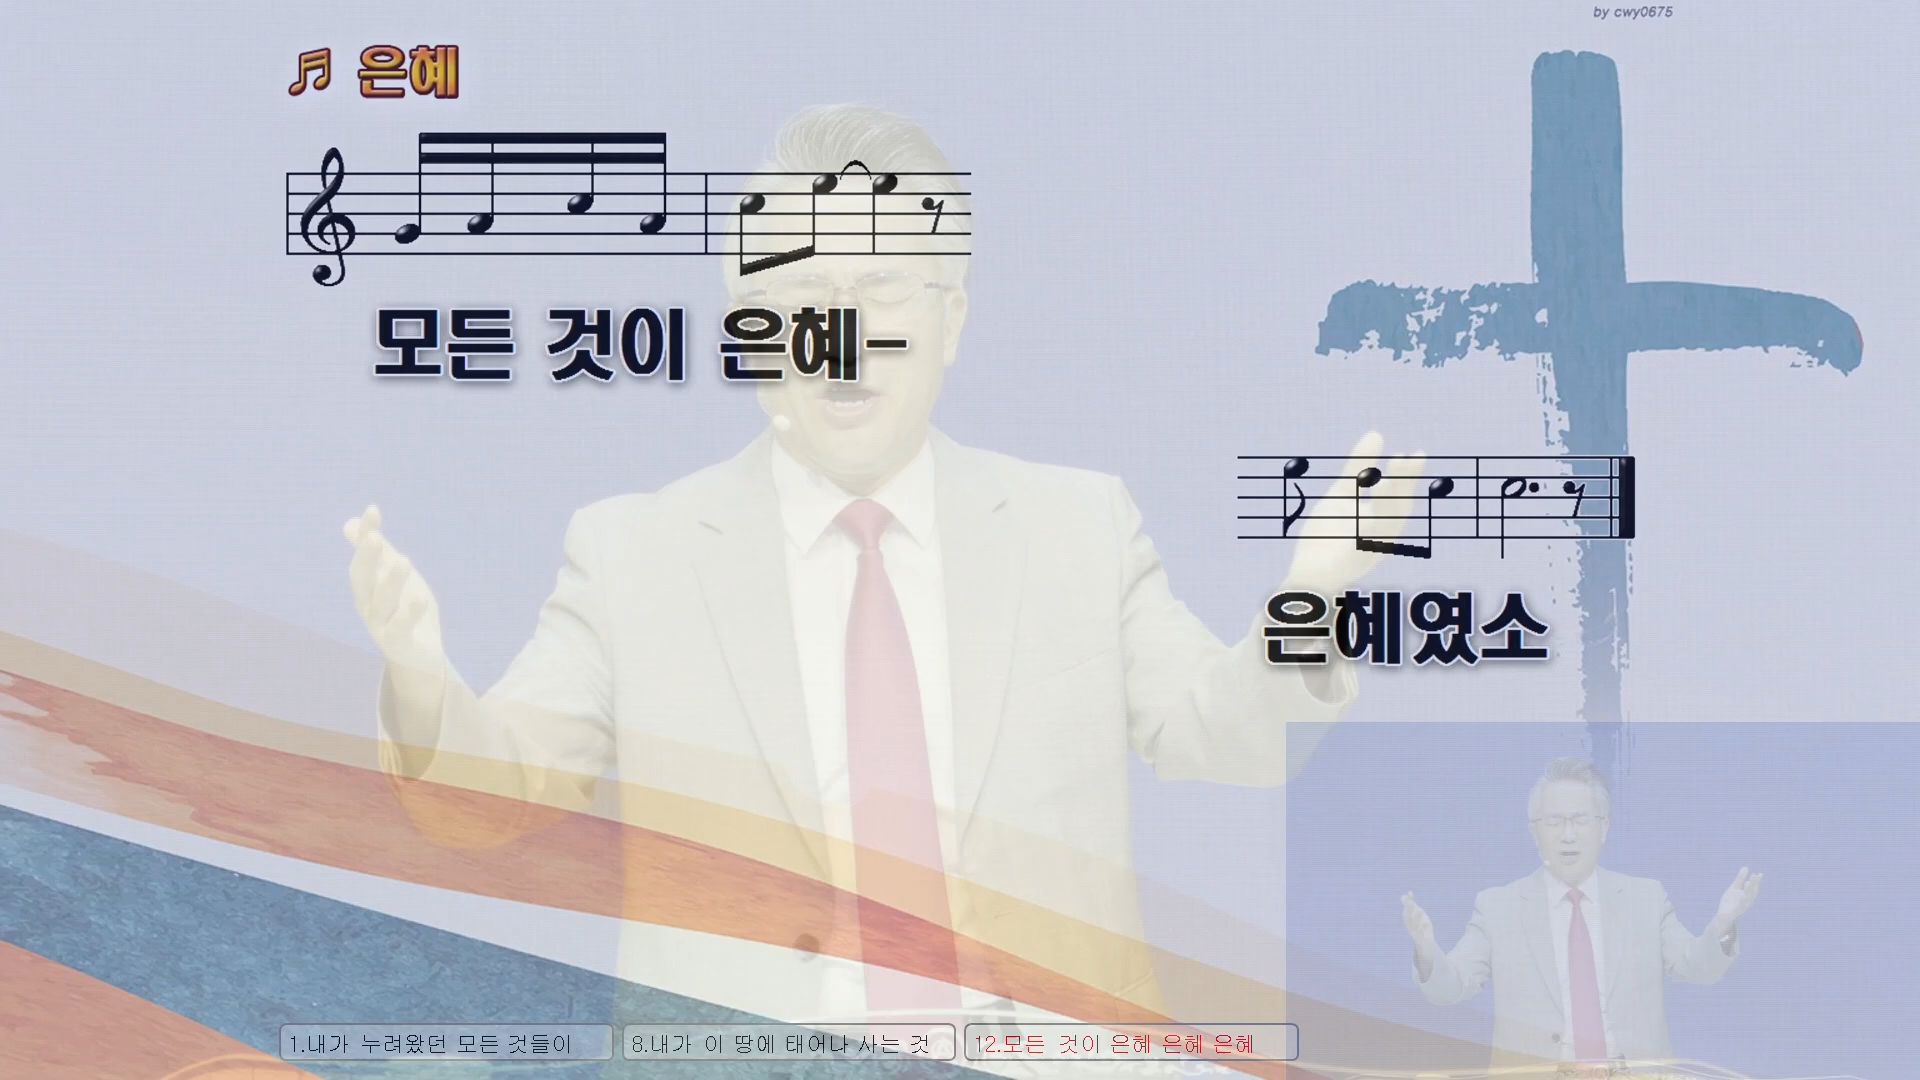 by cwy0675
♬ 은혜
모든 것이 은혜-
은혜였소
1.내가 누려왔던 모든 것들이
8.내가 이 땅에 태어나 사는 것
12.모든 것이 은혜 은혜 은혜